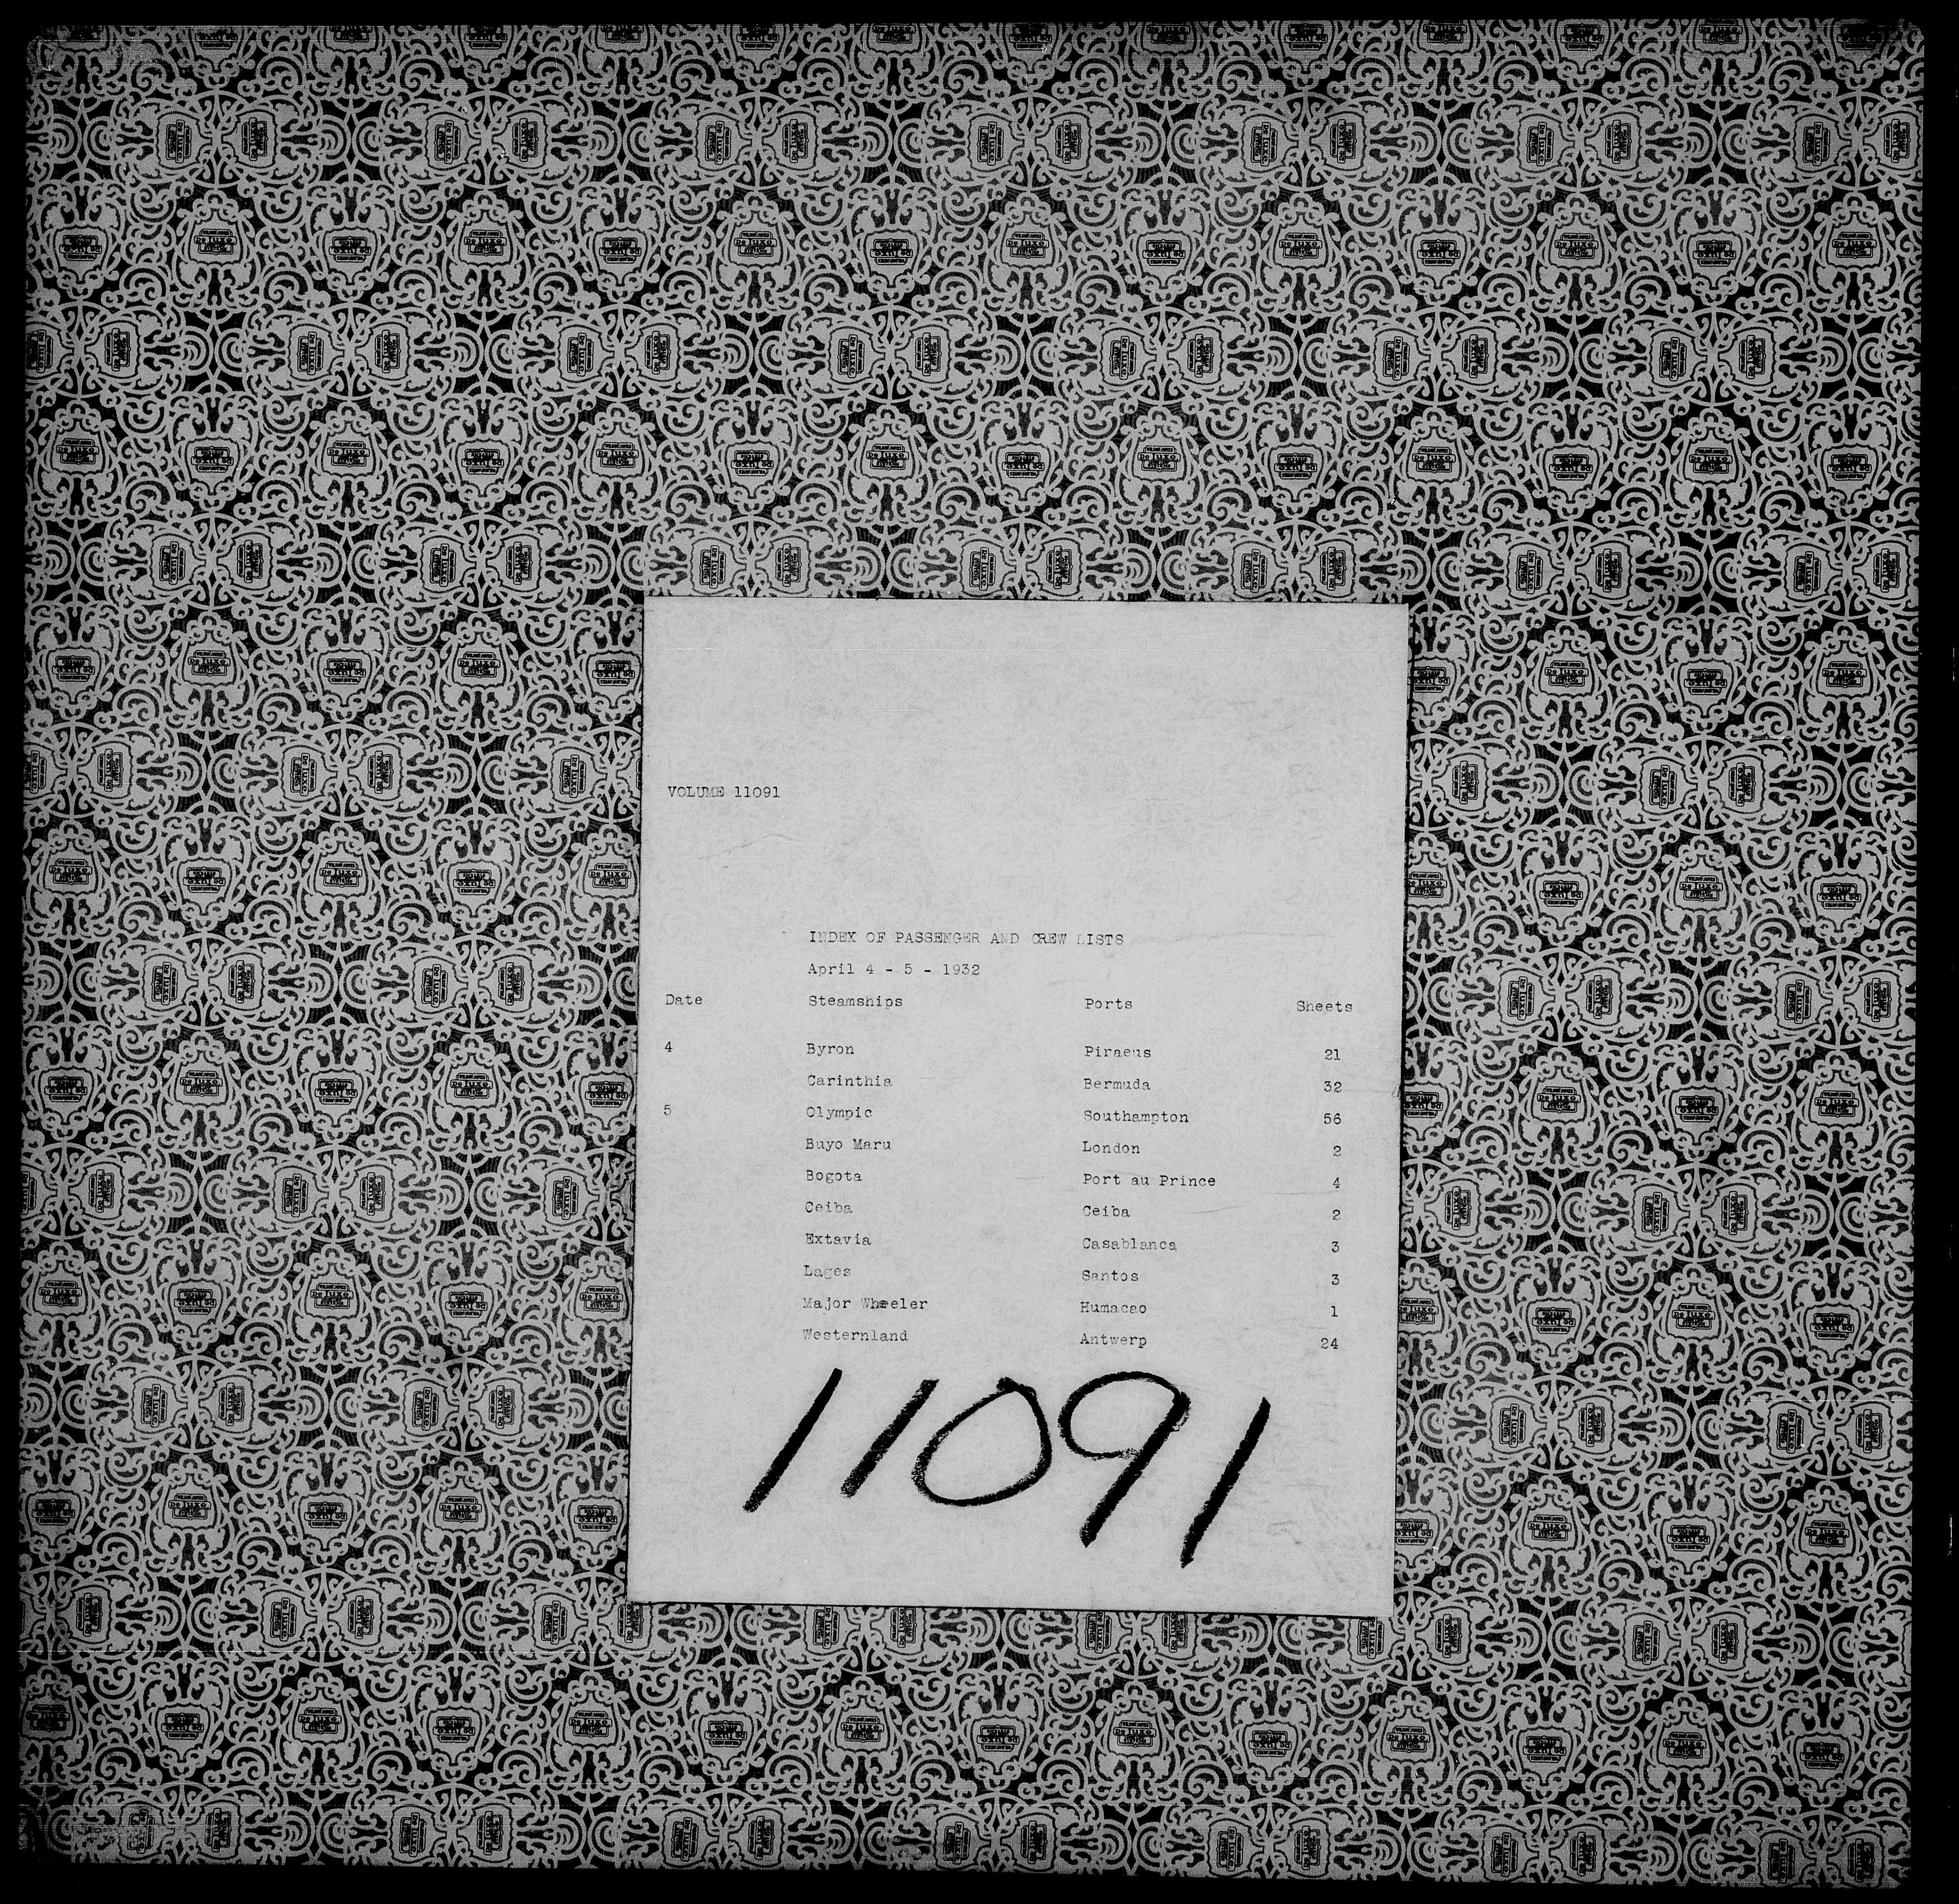 VOLUME 11091
INDEX OF PASSENGER AND CREW LISTS
April 4 - 5 - 1932
Date Steamships Ports Sheets
4 Byron Piraeus 21
Carinthia Bermuda 32
5 Olympic Southampton 56
Buyo Maru London 2
Bogota Port au Prince 4
Ceiba Ceiba 2
Extavia Casablanca 3
Lages Santos 3
Major Wheeler Humacao 1
Westernland Antwerp 24
11091